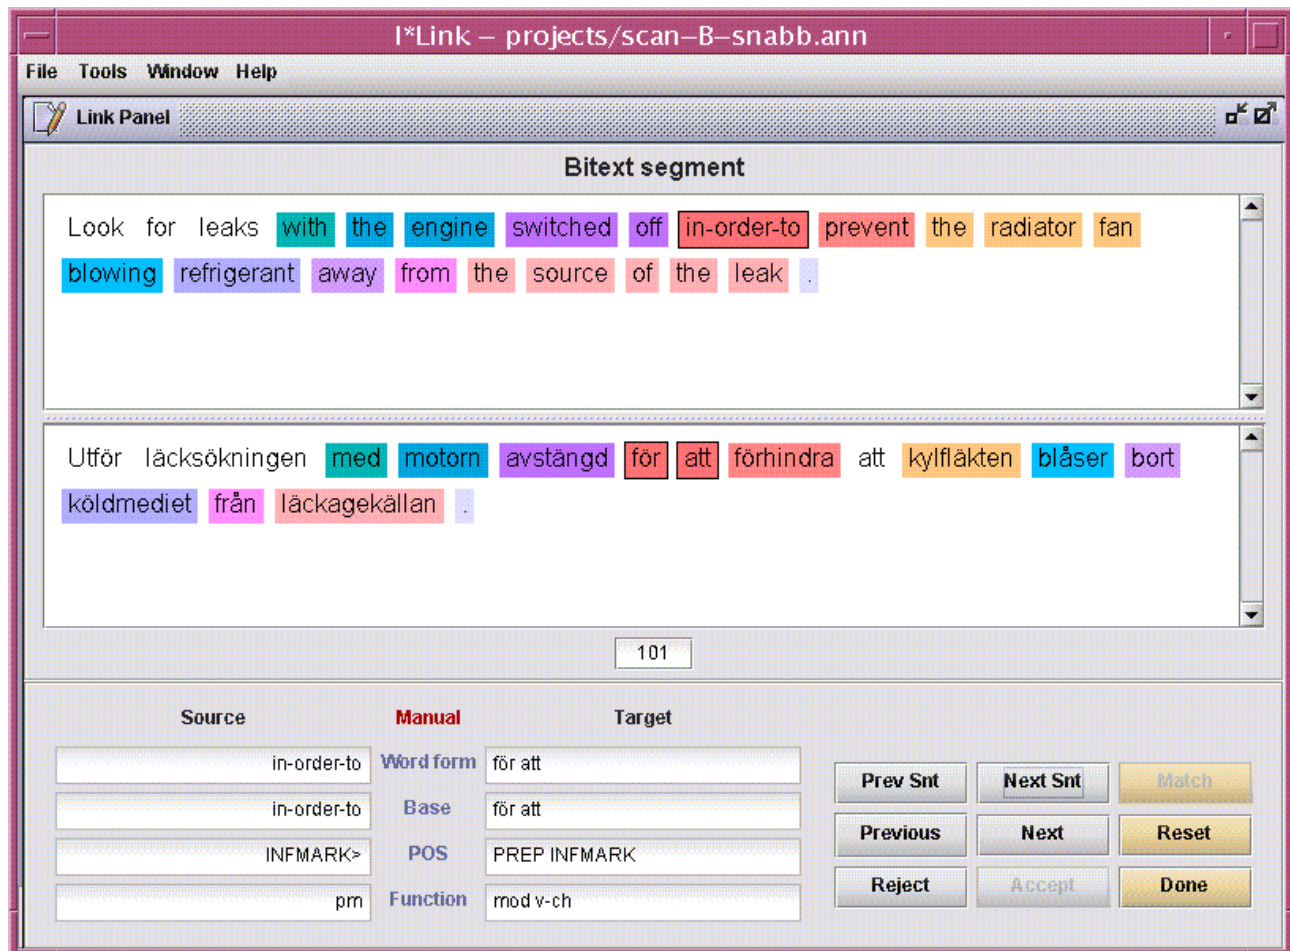 I*Link – projects/scan–B–snabb.ann
File Tools Window Help
Link Panel
Bitext segment
Look for leaks with the engine switched off in-order-to prevent the radiator fan
blowing refrigerant away from the source of the leak .
Utför läcksökningen med motorn avstängd för att förhindra att kylfläkten blåser bort
köldmediet från läckagekällan .
101
Source Manual Target
in-order-to Word form för att
in-order-to Base för att
INFMARK> POS PREP INFMARK
pm Function mod v-ch
Prev Snt Next Snt Match
Previous Next Reset
Reject Accept Done